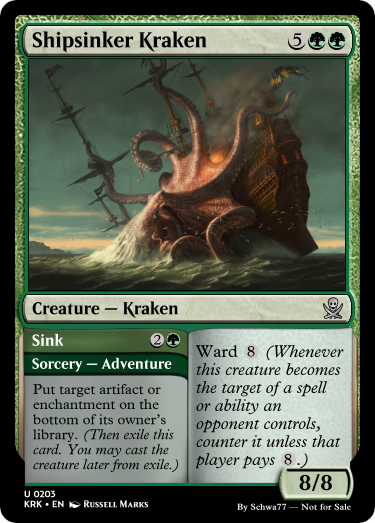 Shipsinker Kraken 5
Creature — Kraken
Sink 2
Sorcery — Adventure
Put target artifact or
enchantment on the
bottom of its owner's
library. (Then exile this
card. You may cast the
creature later from exile.)
Ward 8 (Whenever
this creature becomes
the target of a spell
or ability an
opponent controls,
counter it unless that
player pays 8.)
8/8
U 0203
KRK • EN Russell Marks
By Schwa77 — Not for Sale